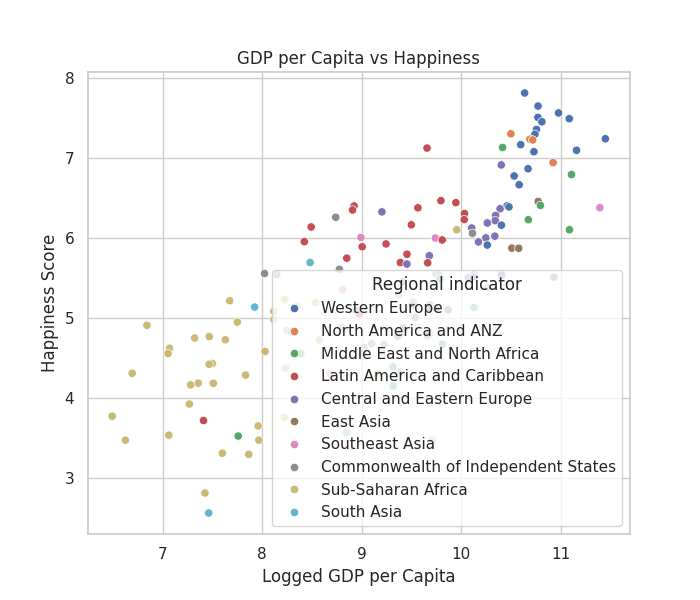 GDP per Capita vs Happiness
8
7
6
5
4
3
Happiness Score
Regional indicator
Western Europe
North America and ANZ
Middle East and North Africa
Latin America and Caribbean
Central and Eastern Europe
East Asia
Southeast Asia
Commonwealth of Independent States
Sub-Saharan Africa
South Asia
7 8 9 10 11
Logged GDP per Capita